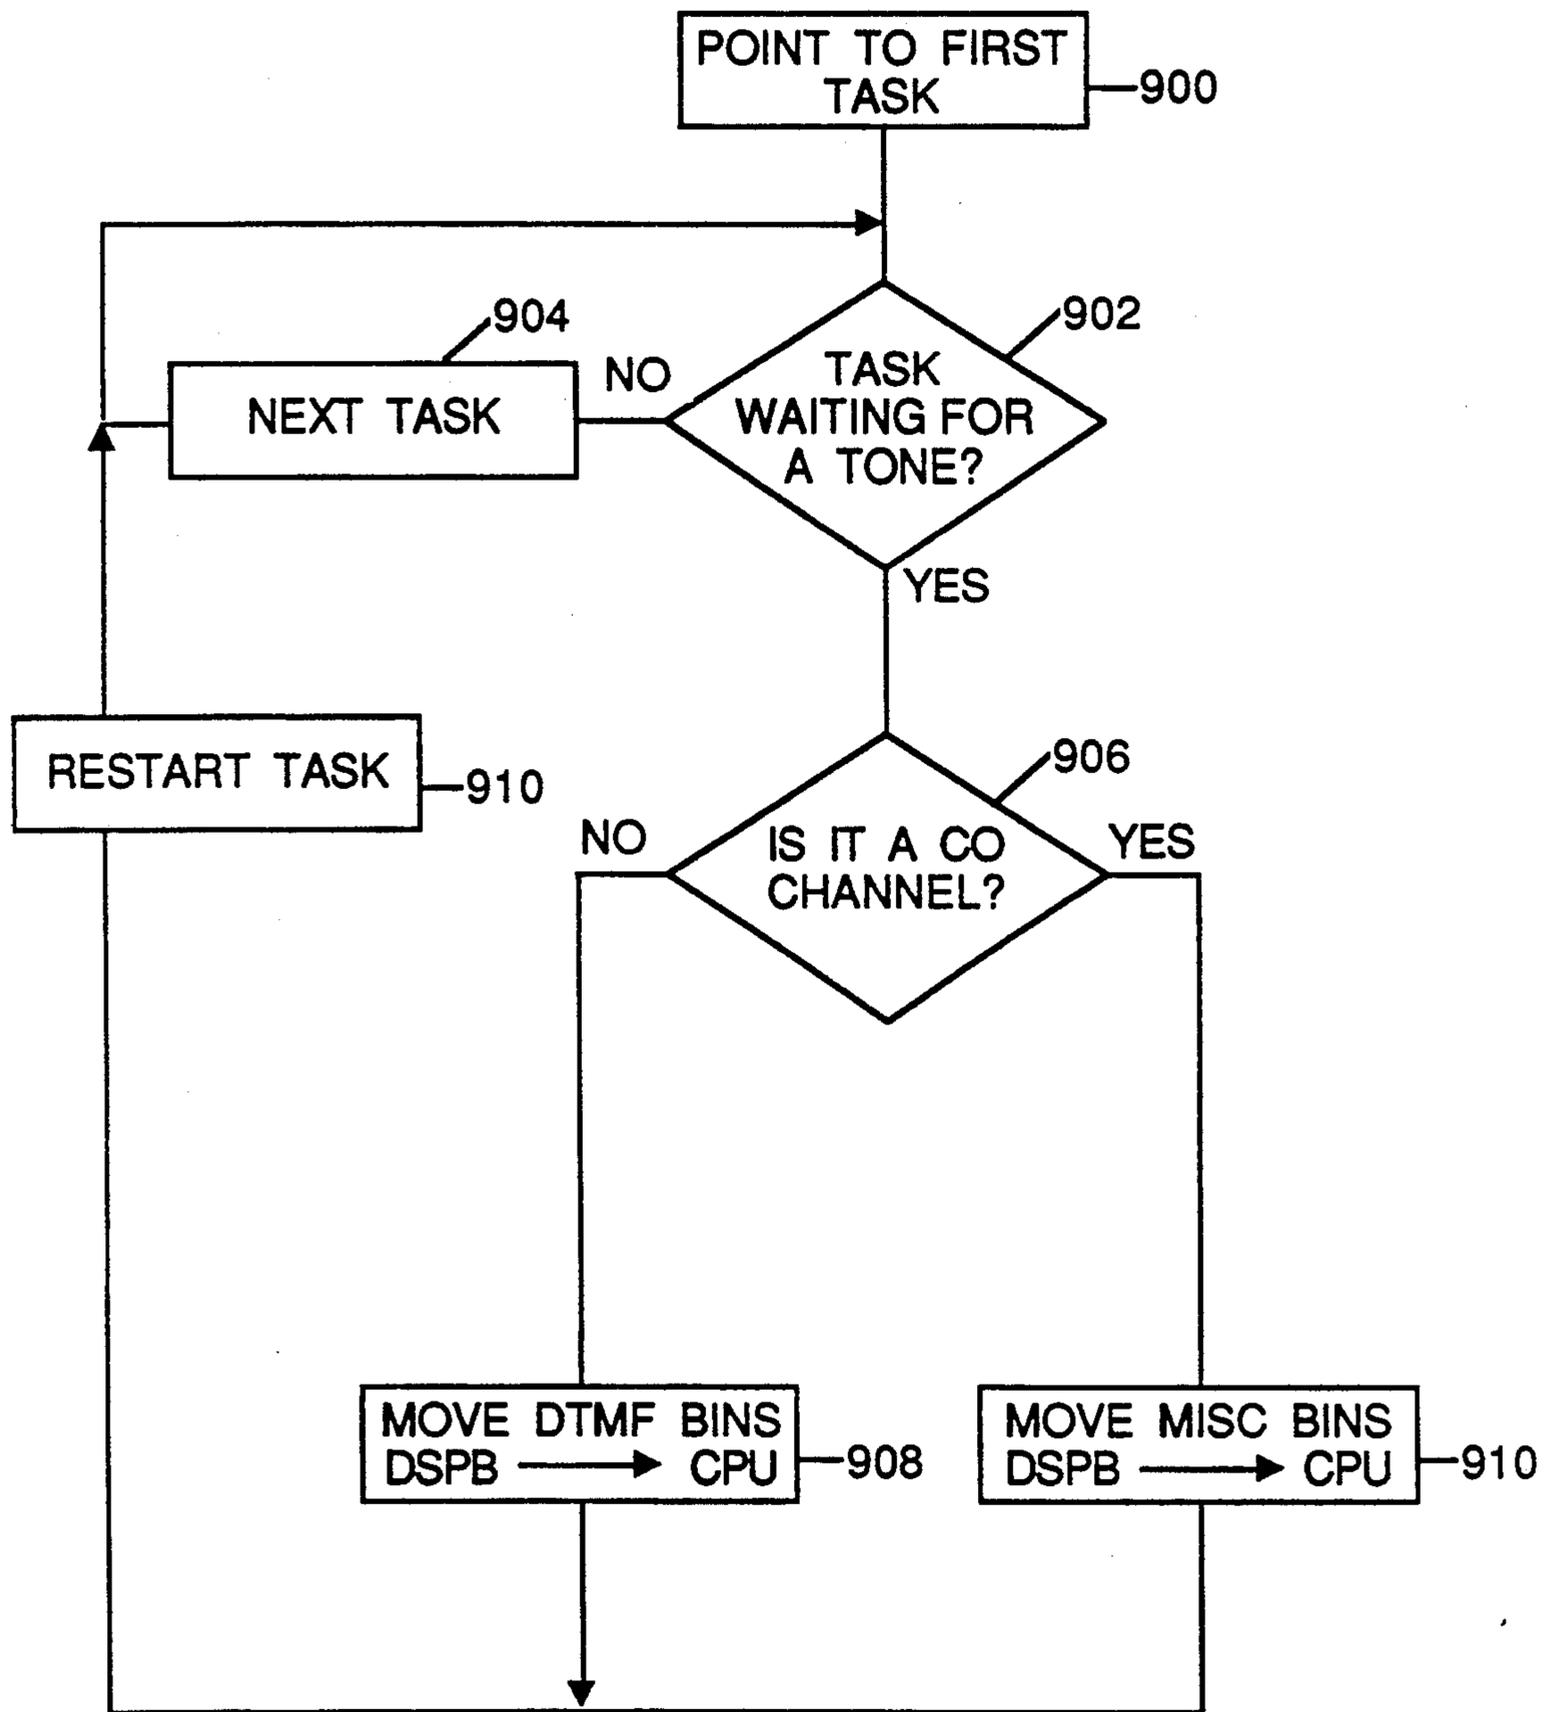 POINT TO FIRST
TASK
900
904
902
NO
TASK
WAITING FOR
A TONE?
NEXT TASK
YES
RESTART TASK
910
906
NO
IS IT A CO
CHANNEL?
YES
MOVE DTMF BINS
DSPB → CPU
908
MOVE MISC BINS
DSPB → CPU
910